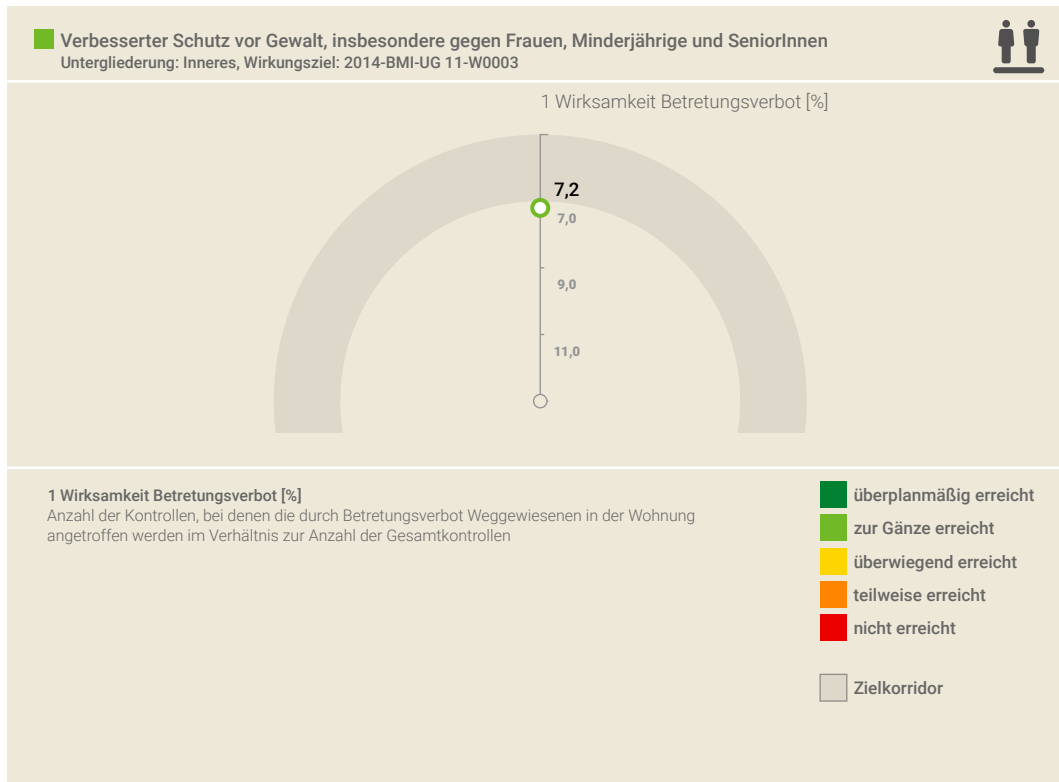 Verbesserter Schutz vor Gewalt, insbesondere gegen Frauen, Minderjährige und SeniorInnen
Untergliederung: Inneres, Wirkungsziel: 2014-BMI-UG 11-W0003
1 Wirksamkeit Betretungsverbot [%]
7,2
7,0
9,0
11,0
1 Wirksamkeit Betretungsverbot [%]
Anzahl der Kontrollen, bei denen die durch Betretungsverbot Weggewiesenen in der Wohnung
angetroffen werden im Verhältnis zur Anzahl der Gesamtkontrollen
überplanmäßig erreicht
zur Gänze erreicht
überwiegend erreicht
teilweise erreicht
nicht erreicht
Zielkorridor